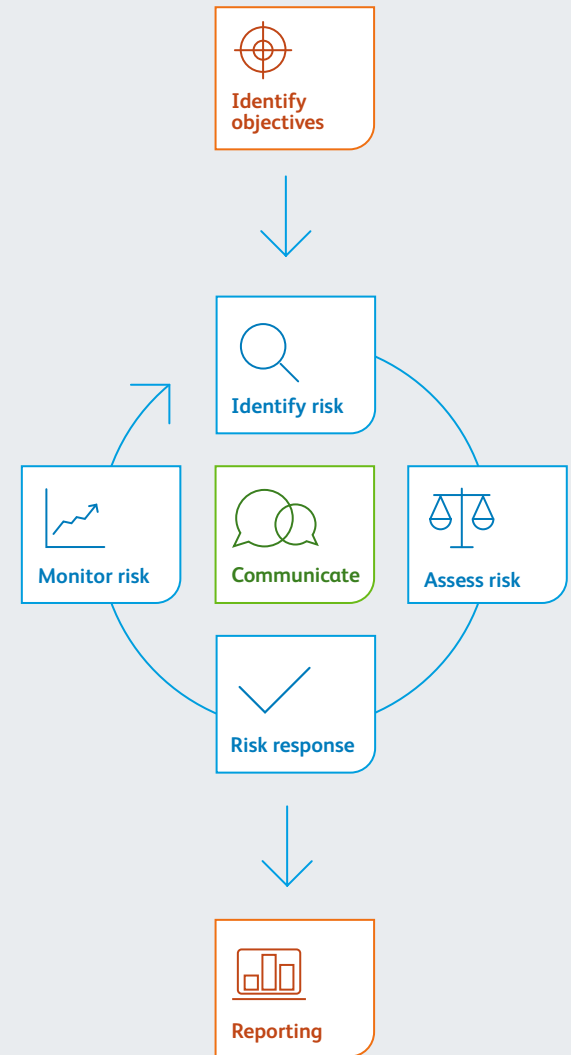 Identify
objectives
Identify risk
Monitor risk
Communicate
Assess risk
Risk response
Reporting